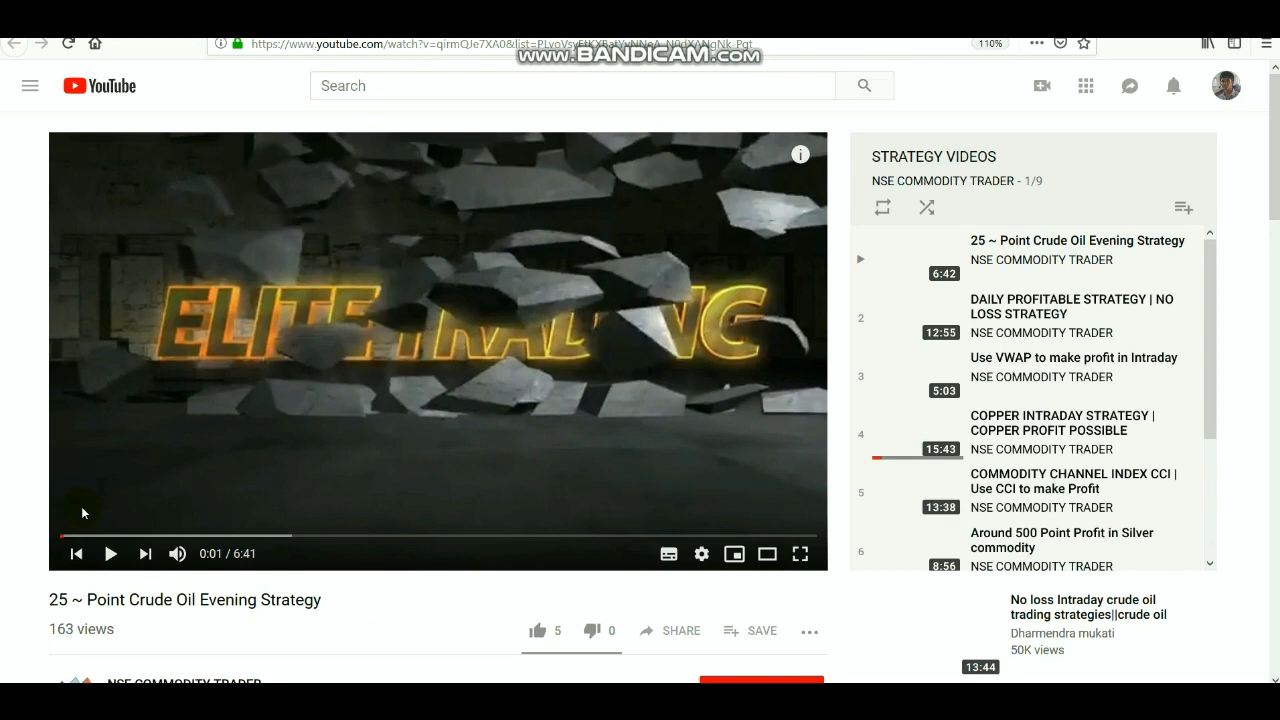 www.BANDICAM.com
110%
YouTube
Search
ELITE TRADING
0:01 / 6:41
25 ~ Point Crude Oil Evening Strategy
163 views
5
0
SHARE
SAVE
NSE COMMODITY TRADER
STRATEGY VIDEOS
NSE COMMODITY TRADER - 1/9
25 ~ Point Crude Oil Evening Strategy
NSE COMMODITY TRADER
6:42
2
DAILY PROFITABLE STRATEGY | NO
LOSS STRATEGY
NSE COMMODITY TRADER
12:55
3
Use VWAP to make profit in Intraday
NSE COMMODITY TRADER
5:03
4
COPPER INTRADAY STRATEGY |
COPPER PROFIT POSSIBLE
NSE COMMODITY TRADER
15:43
5
COMMODITY CHANNEL INDEX CCI |
Use CCI to make Profit
NSE COMMODITY TRADER
13:38
6
Around 500 Point Profit in Silver
commodity
NSE COMMODITY TRADER
8:56
No loss Intraday crude oil
trading strategies||crude oil
Dharmendra mukati
50K views
13:44